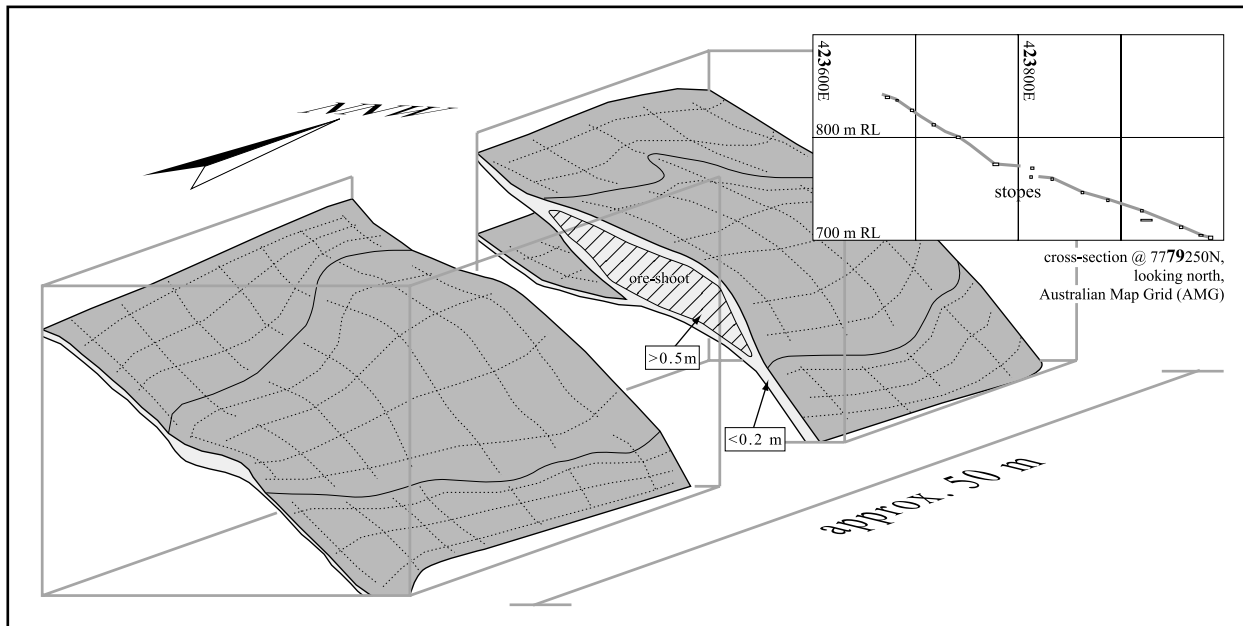 NNW
423600E
423800E
800 m RL
stopes
700 m RL
cross-section @ 7779250N,
looking north,
Australian Map Grid (AMG)
ore-shoot
>0.5m
<0.2 m
approx. 50 m